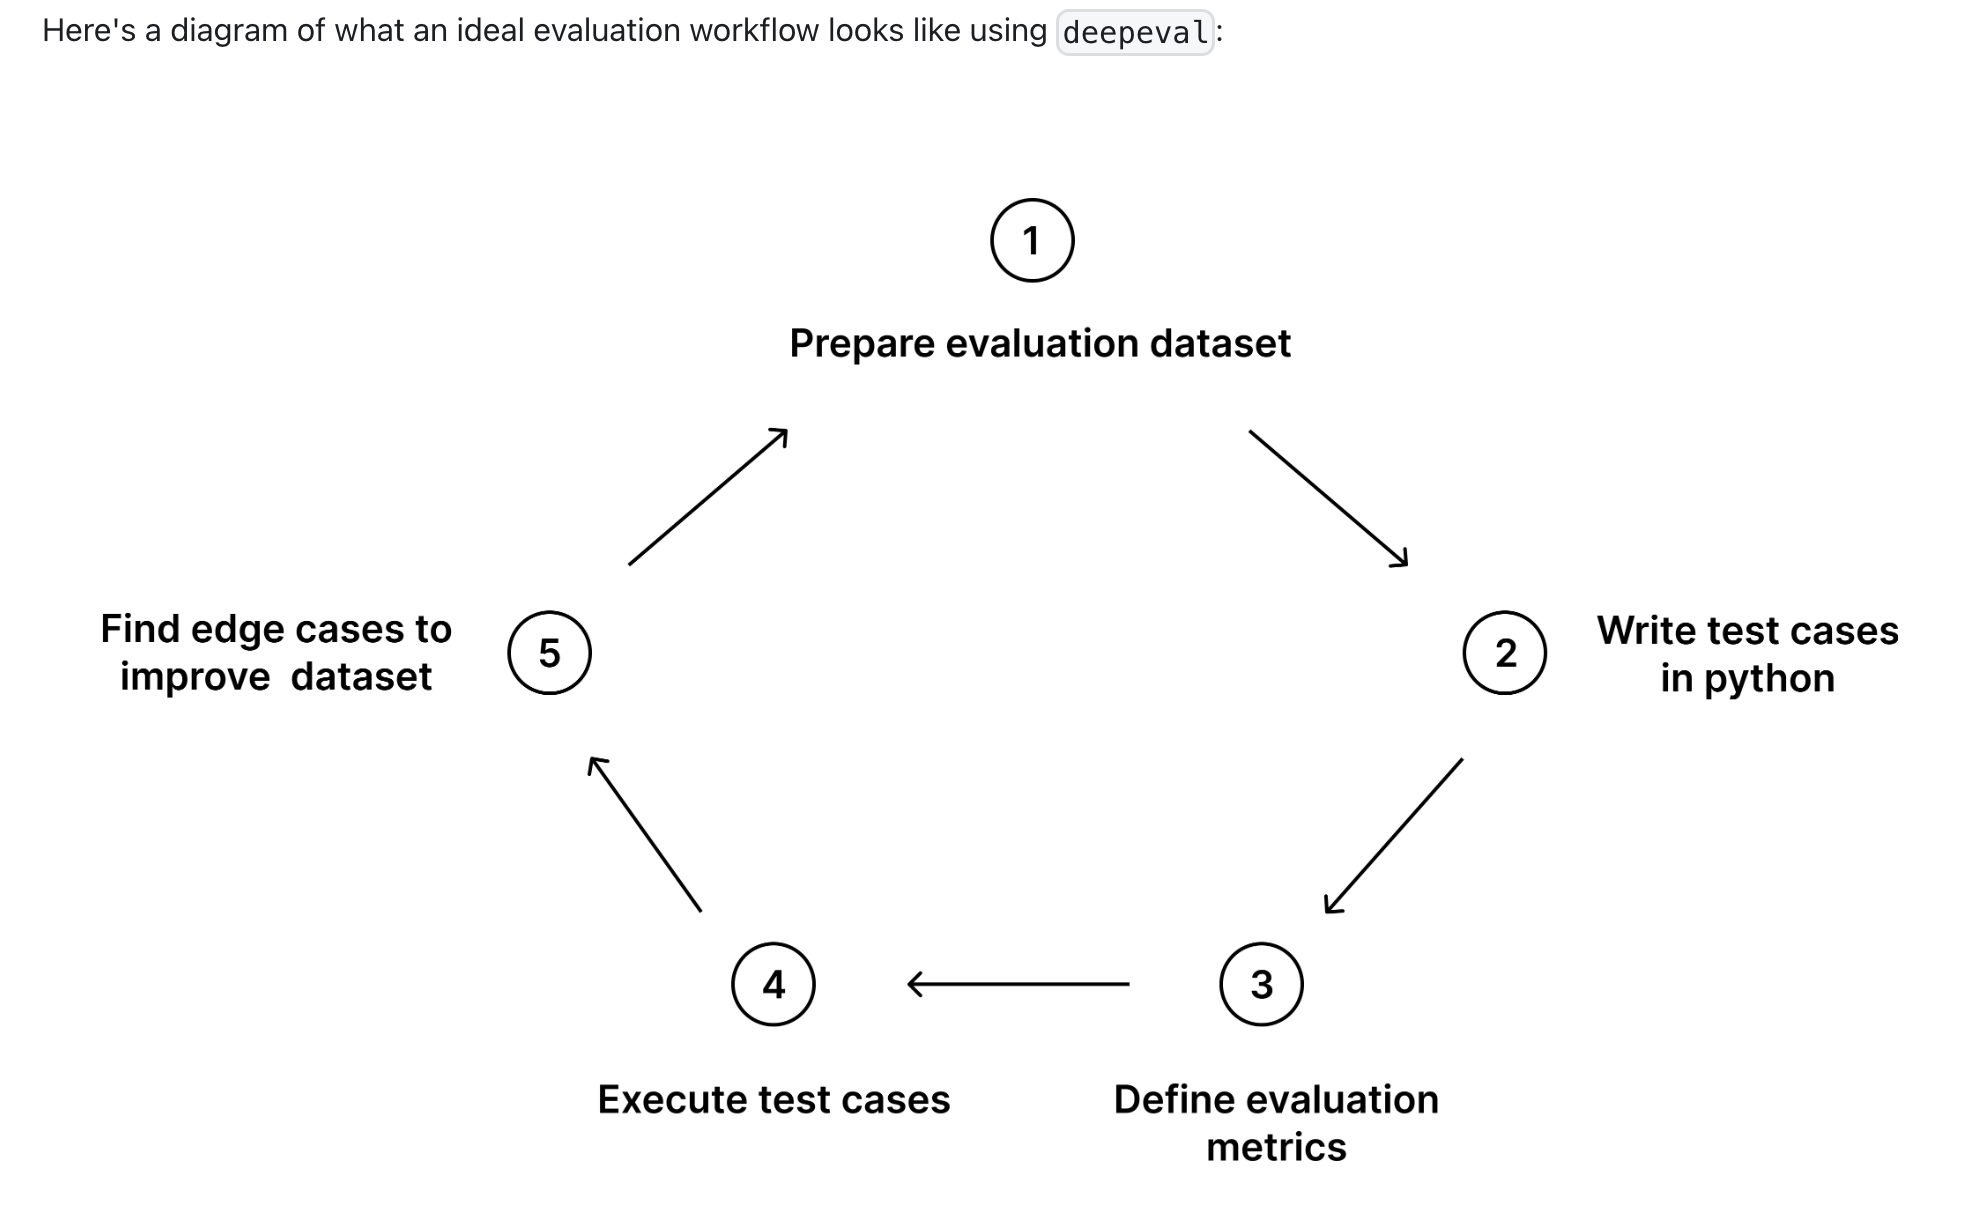 Here's a diagram of what an ideal evaluation workflow looks like using deepeval:
1
Prepare evaluation dataset
2
Write test cases
in python
3
Define evaluation
metrics
4
Execute test cases
5
Find edge cases to
improve  dataset